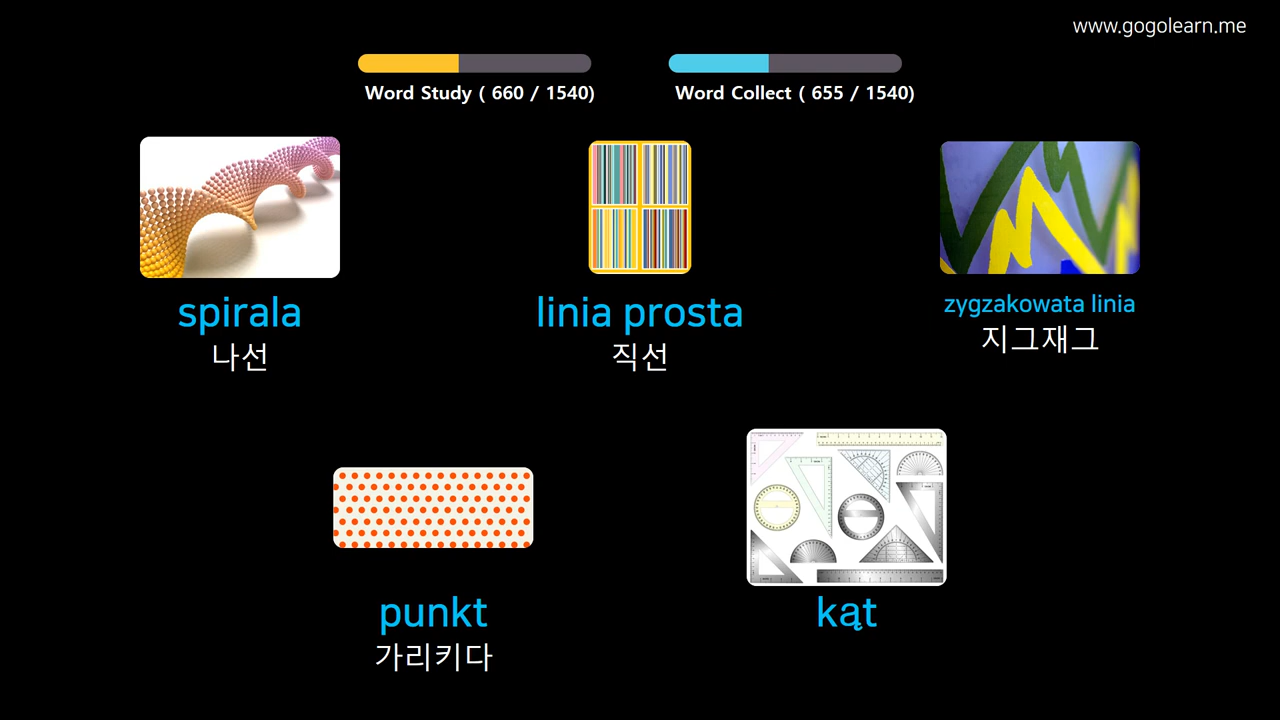 www.gogolearn.me
Word Study ( 660 / 1540)
Word Collect ( 655 / 1540)
spirala
나선
linia prosta
직선
zygzakowata linia
지그재그
punkt
가리키다
kąt